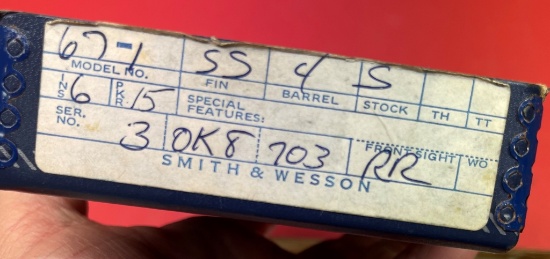 67-1 SS 4 S
MODEL NO. FIN BARREL STOCK TH TT
INS 6 PKR. 15 SPECIAL FEATURES:
SER. NO. 3 0K8 703 FRONT SIGHT RR WO
SMITH & WESSON